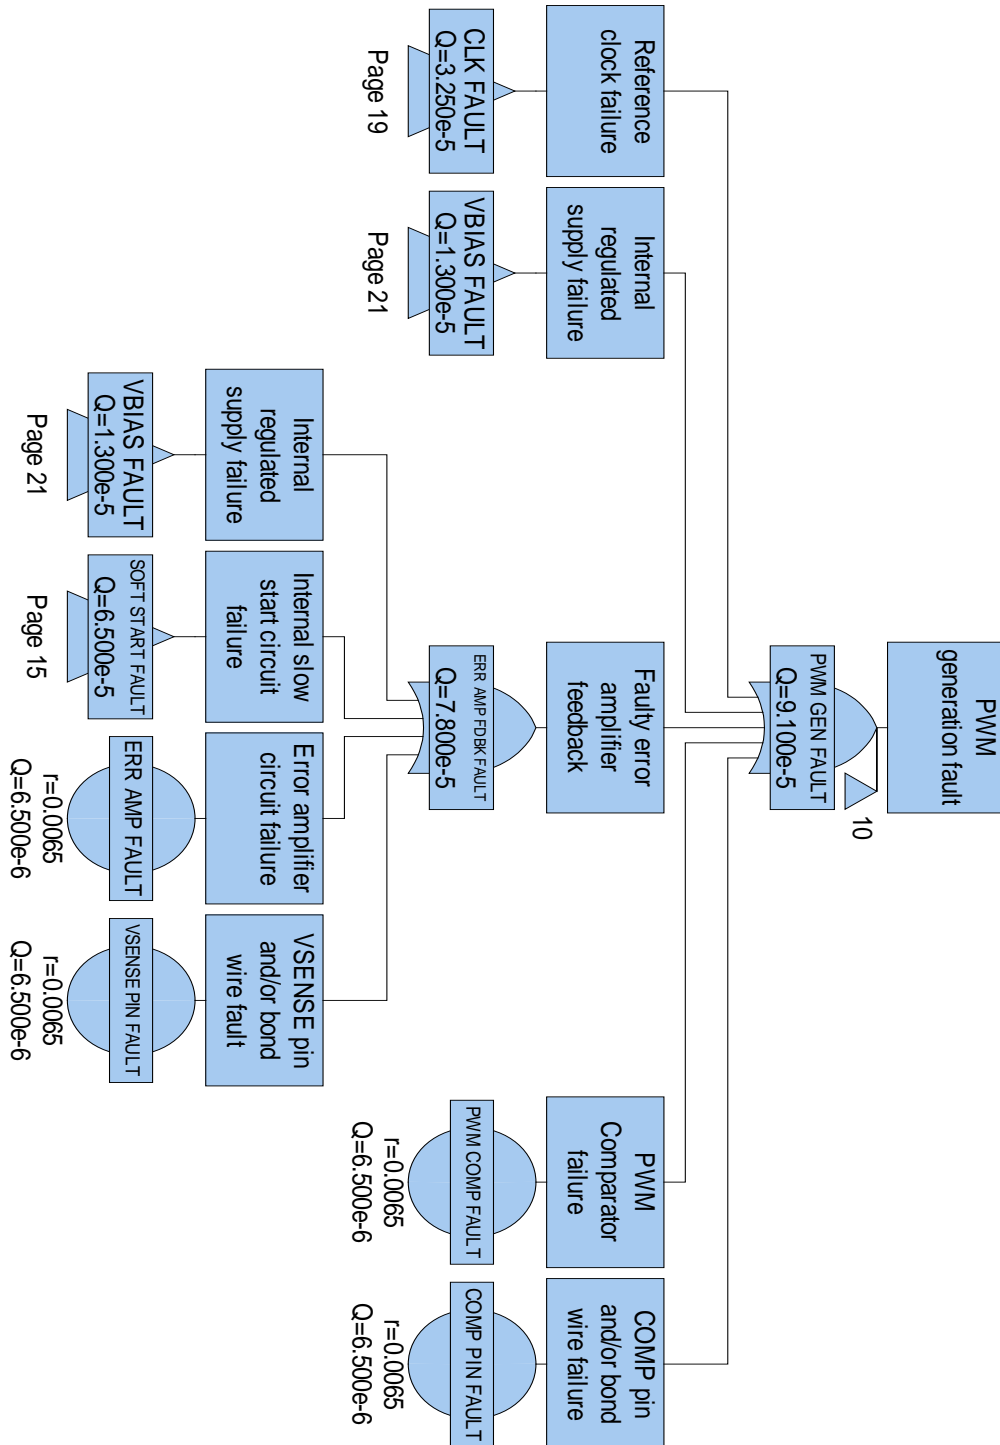 PWM
generation fault
PWM GEN FAULT
Q=9.100e-5
10
Reference
clock failure
CLK FAULT
Q=3.250e-5
Page 19
Internal
regulated
supply failure
VBIAS FAULT
Q=1.300e-5
Page 21
Faulty error
amplifier
feedback
ERR AMP FDBK FAULT
Q=7.800e-5
PWM
Comparator
failure
PWM COMP FAULT
r=0.0065
Q=6.500e-6
COMP pin
and/or bond
wire failure
COMP PIN FAULT
r=0.0065
Q=6.500e-6
Internal
regulated
supply failure
VBIAS FAULT
Q=1.300e-5
Page 21
Internal slow
start circuit
failure
SOFT START FAULT
Q=6.500e-5
Page 15
Error amplifier
circuit failure
ERR AMP FAULT
r=0.0065
Q=6.500e-6
VSENSE pin
and/or bond
wire fault
VSENSE PIN FAULT
r=0.0065
Q=6.500e-6